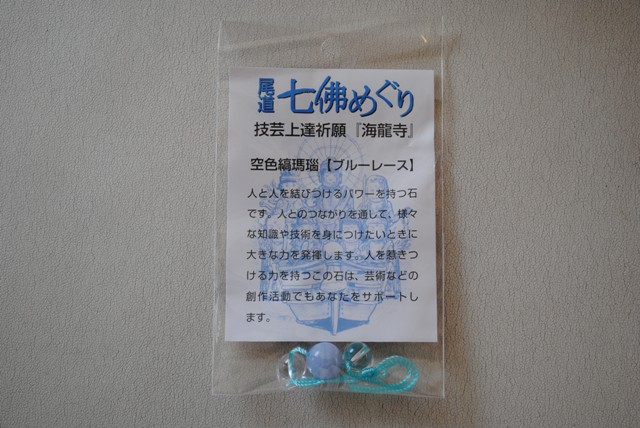 尾道 七佛めぐり
技芸上達祈願『海龍寺』
空色縞瑪瑙【ブルーレース】
人と人を結びつけるパワーを持つ石
です。人とのつながりを通して、様々
な知識や技術を身につけたいときに
大きな力を発揮します。人を惹きつ
ける力を持つこの石は、芸術などの
創作活動でもあなたをサポートし
ます。